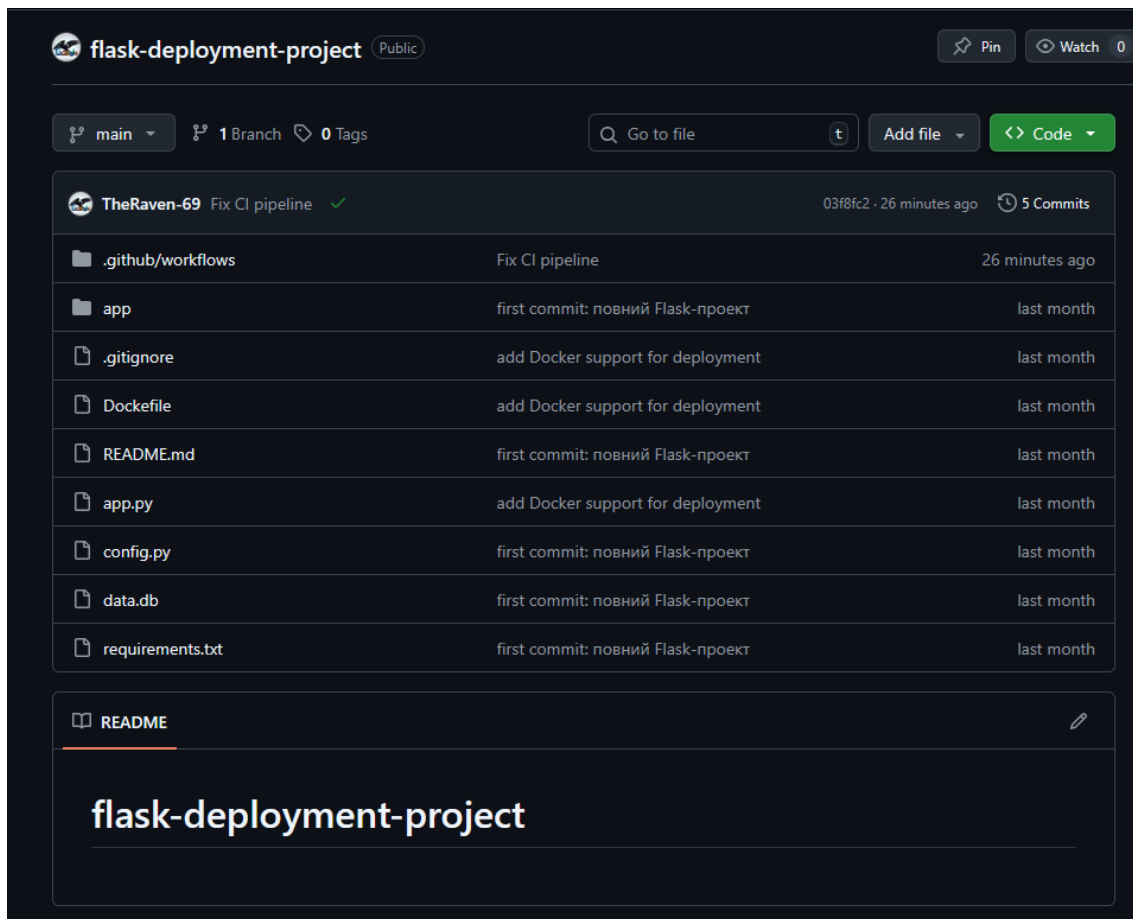 flask-deployment-project Public Pin Watch 0
main 1 Branch 0 Tags Go to file t Add file Code
TheRaven-69 Fix CI pipeline 03f8fc2 · 26 minutes ago 5 Commits
.github/workflows Fix CI pipeline 26 minutes ago
app first commit: повний Flask-проект last month
.gitignore add Docker support for deployment last month
Dockefile add Docker support for deployment last month
README.md first commit: повний Flask-проект last month
app.py add Docker support for deployment last month
config.py first commit: повний Flask-проект last month
data.db first commit: повний Flask-проект last month
requirements.txt first commit: повний Flask-проект last month
README
flask-deployment-project